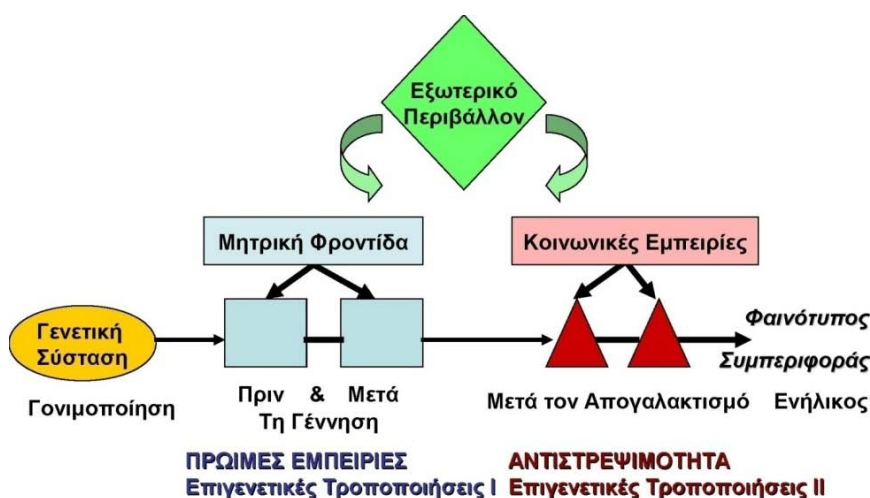 Εξωτερικό
Περιβάλλον
Μητρική Φροντίδα
Κοινωνικές Εμπειρίες
Γενετική
Σύσταση
Φαινότυπος
Συμπεριφοράς
Γονιμοποίηση
Πριν & Μετά
Τη Γέννηση
Μετά τον Απογαλακτισμό
Ενήλικος
ΠΡΩΙΜΕΣ ΕΜΠΕΙΡΙΕΣ
Επιγενετικές Τροποποιήσεις Ι
ΑΝΤΙΣΤΡΕΨΙΜΟΤΗΤΑ
Επιγενετικές Τροποποιήσεις ΙΙ